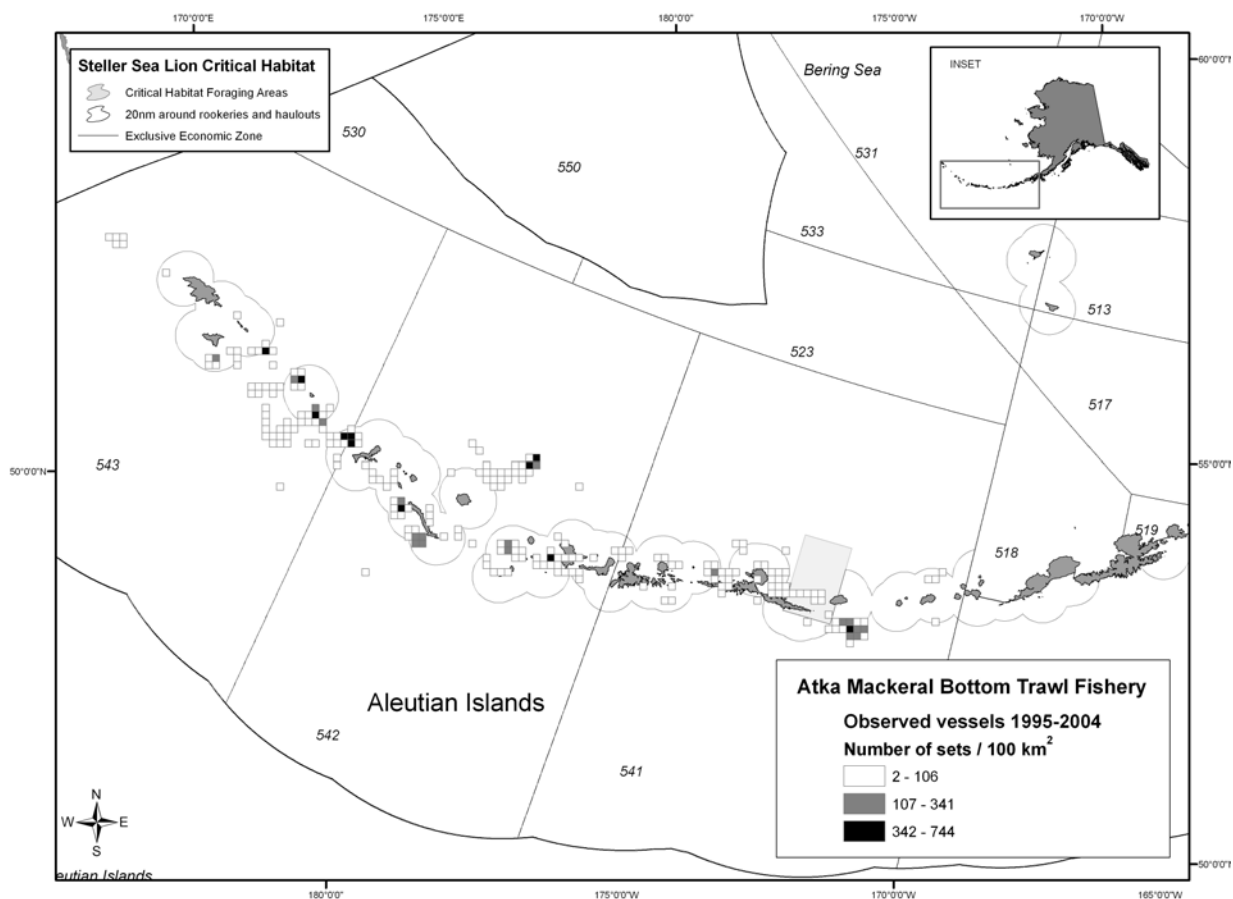 170°0'0"E 175°0'0"E 180°0'0" 175°0'0"W 170°0'0"W
Steller Sea Lion Critical Habitat
Critical Habitat Foraging Areas
20nm around rookeries and haulouts
Exclusive Economic Zone
Bering Sea
INSET
60°0'0"N
530
531
550
533
513
523
517
543
50°0'0"N
55°0'0"N
519
518
Aleutian Islands
542
541
Atka Mackeral Bottom Trawl Fishery
Observed vessels 1995-2004
Number of sets / 100 km2
2 - 106
107 - 341
342 - 744
N
W E
S
eutian Islands
50°0'0"N
180°0'0" 175°0'0"W 170°0'0"W 165°0'0"W